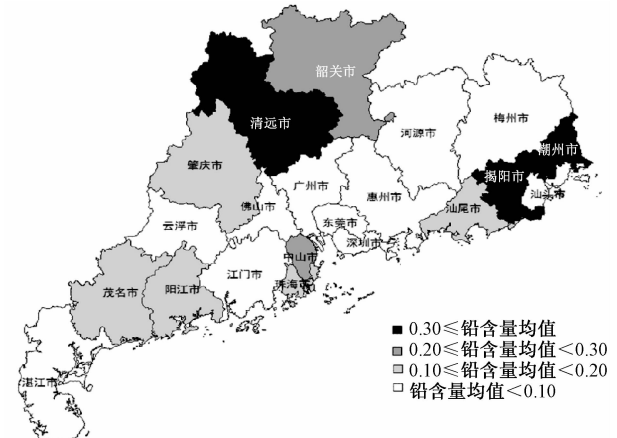 韶关市
清远市
河源市
梅州市
潮州市
肇庆市
揭阳市
广州市
惠州市
汕头市
佛山市
汕尾市
云浮市
东莞市
深圳市
中山市
江门市
珠海市
茂名市
阳江市
湛江市
0.30≤铅含量均值
0.20≤铅含量均值<0.30
0.10≤铅含量均值<0.20
铅含量均值<0.10